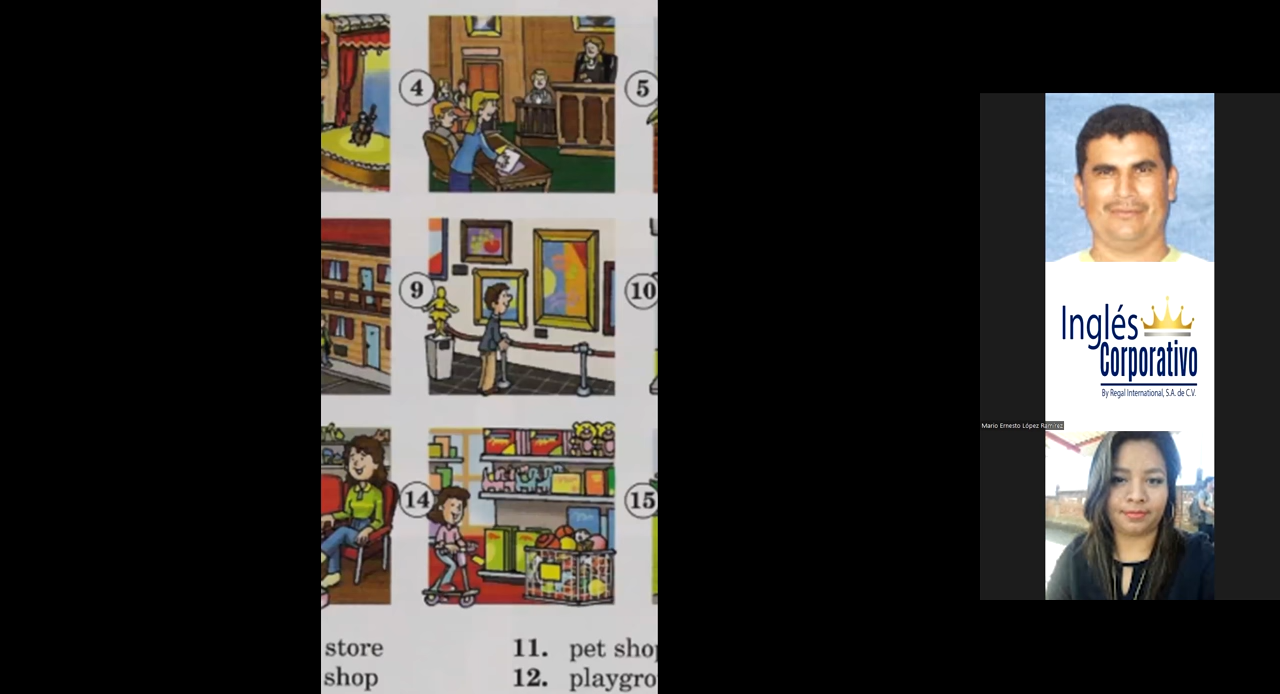 4
5
9
10
14
15
store
shop
11. pet shop
12. playgro
Inglés
Corporativo
By Regal International, S.A. de C.V.
Mario Ernesto López Ramírez